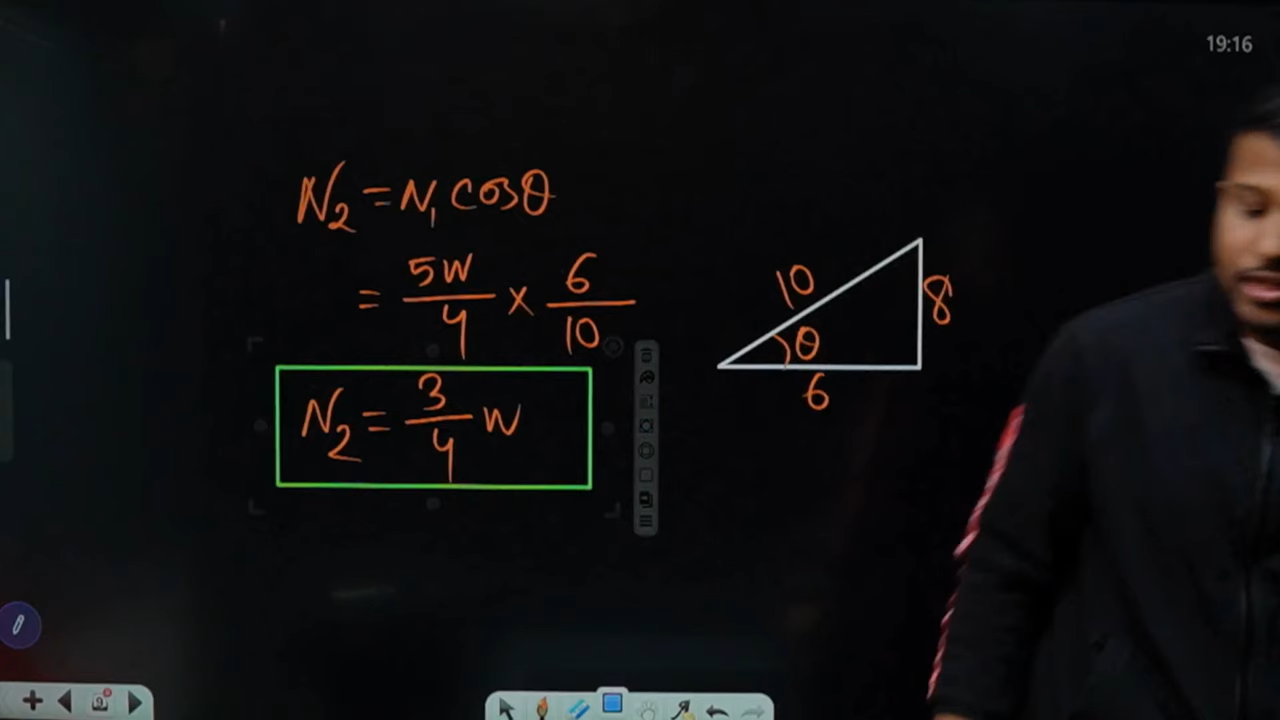 19:16
N₂ = N₁ cosθ
= 5W/4 × 6/10
N₂ = 3/4 W
10
8
θ
6